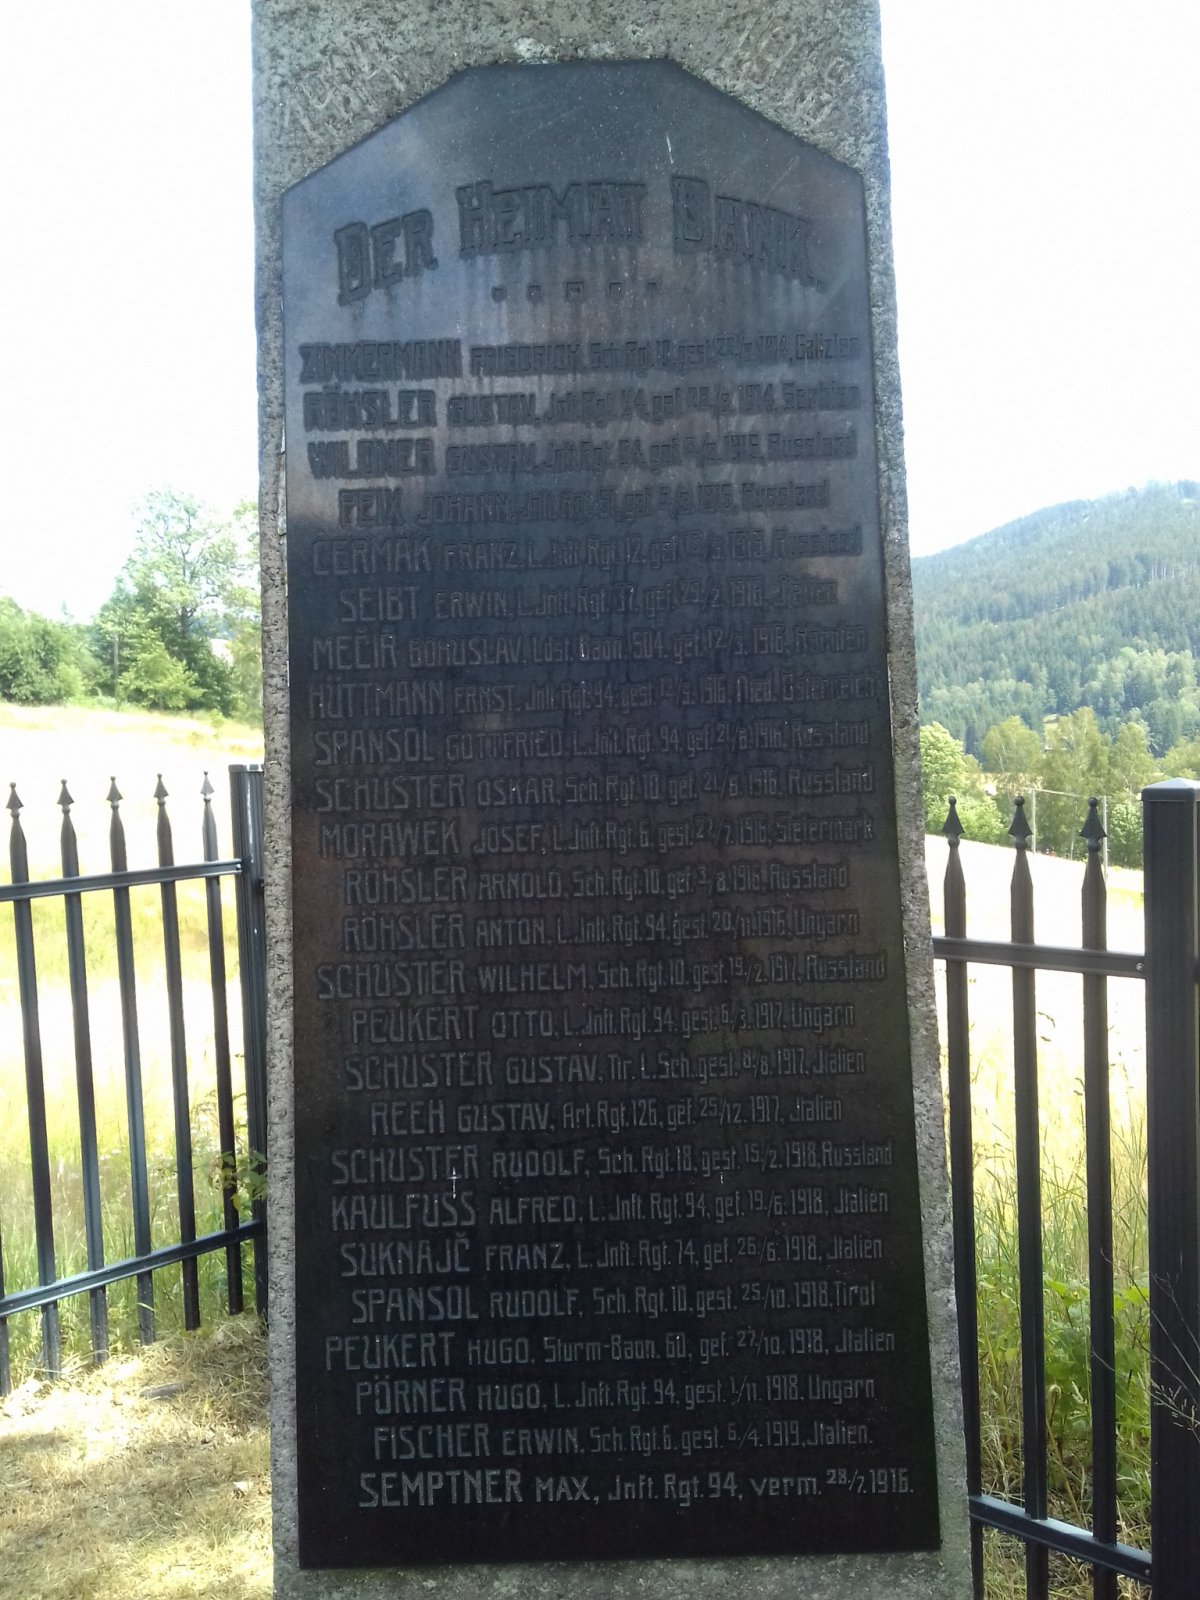 DER HEIMAT DANK.
ZIMMERMANN FRIEDRICH, Sch. Rgt. 10, gest. 1914, Galizien
RÖHSLER GUSTAV, Jnft. Rgt. 94, gef. 1914, Serbien
WILDNER GUSTAV, Jnft. Rgt. 94, gef. 1915, Russland
FEIX JOHANN, Jnft. Rgt. gef. 1915, Russland
CERMAK FRANZ, L. Jnft. Rgt. 12, gef. Russland
SEIBT ERWIN, L. Jnft. Rgt. 37, gef. 25./2. 1916, Jtalien
MEČIŘ BOHUSLAV, Ldst. Baon. 504, gef. 12./3. 1916, Kärnten
HÜTTMANN ERNST, Jnft. Rgt. 94, gest. 12./5. 1916, Nied. Österreich
SPANSOL GOTTFRIED, L. Jnft. Rgt. 94, gef. 21./6. 1916, Russland
SCHUSTER OSKAR, Sch. Rgt. 10, gef. 21./6. 1916, Russland
MORAWEK JOSEF, L. Jnft. Rgt. 6, gest. 27./7. 1916, Steiermark
RÖHSLER ARNOLD, Sch. Rgt. 10, gef. 3./8. 1916, Russland
RÖHSLER ANTON, L. Jnft. Rgt. 94, gest. 20./11. 1916, Ungarn
SCHUSTER WILHELM, Sch. Rgt. 10, gest. 19./2. 1917, Russland
PEUKERT OTTO, L. Jnft. Rgt. 94, gest. 6./3. 1917, Ungarn
SCHUSTER GUSTAV, Tir. L. Sch. gest. 8./8. 1917, Jtalien
REEH GUSTAV, Art. Rgt. 126, gef. 25./12. 1917, Jtalien
SCHUSTER RUDOLF, Sch. Rgt. 18, gest. 15./2. 1918, Russland
KAULFUSS ALFRED, L. Jnft. Rgt. 94, gef. 19./6. 1918, Jtalien
SUKNAJČ FRANZ, L. Jnft. Rgt. 74, gef. 26./6. 1918, Jtalien
SPANSOL RUDOLF, Sch. Rgt. 10, gest. 25./10. 1918, Tirol
PEUKERT HUGO, Sturm-Baon. 60, gef. 27./10. 1918, Jtalien
PÖRNER HUGO, L. Jnft. Rgt. 94, gest. 1./11. 1918, Ungarn
FISCHER ERWIN, Sch. Rgt. 6, gest. 6./4. 1919, Jtalien.
SEMPTNER MAX, Jnft. Rgt. 94, verm. 28./7. 1916.